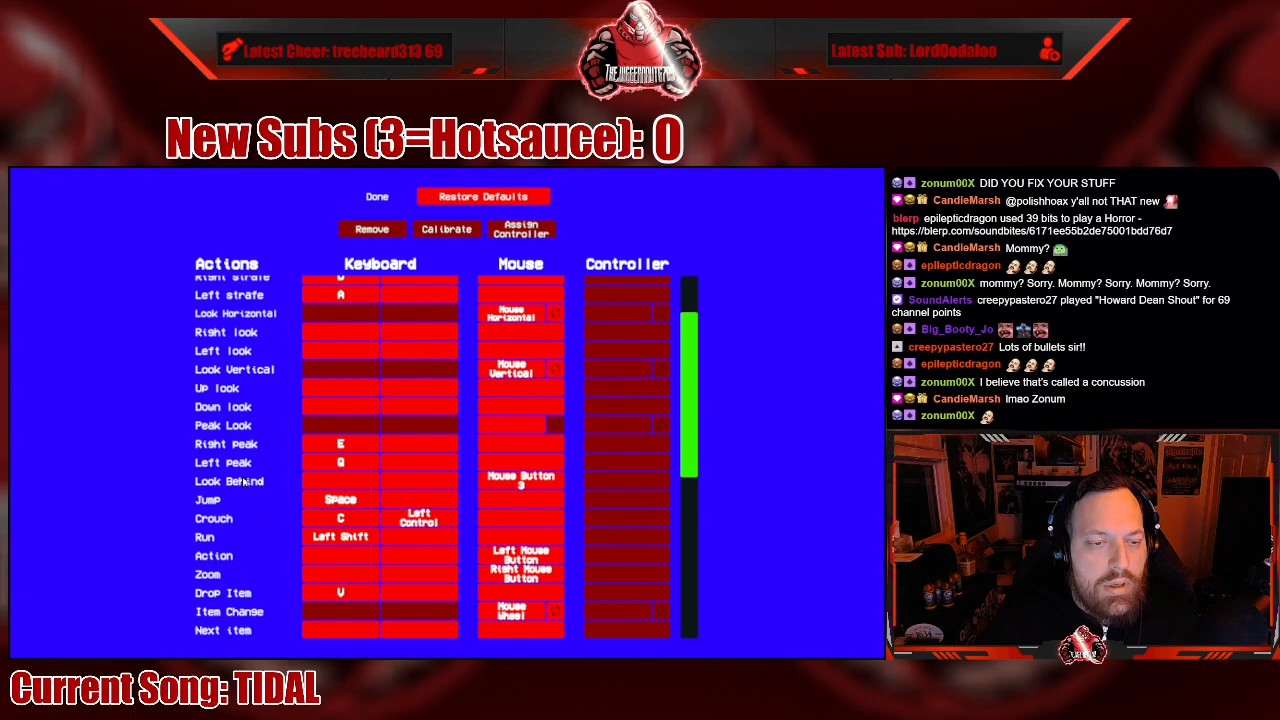 Latest Cheer: treebeard313 69
THEJUGGERNAUT6789
Latest Sub: LordOodaloo
New Subs (3=Hotsauce): 0
Done
Restore Defaults
Remove
Calibrate
Assign
Controller
Actions
Keyboard
Mouse
Controller
Right strafe
D
Left strafe
A
Look Horizontal
Mouse
Horizontal
Right look
Left look
Look Vertical
Mouse
Vertical
Up look
Down look
Peak Look
Right peak
E
Left peak
Q
Look Behind
Mouse Button
3
Jump
Space
Crouch
C
Left
Control
Run
Left Shift
Action
Left Mouse
Button
Zoom
Right Mouse
Button
Drop Item
V
Item Change
Mouse
Wheel
Next item
zonum00X DID YOU FIX YOUR STUFF
CandieMarsh @polishhoax y'all not THAT new
blerp epilepticdragon used 39 bits to play a Horror -
https://blerp.com/soundbites/6171ee55b2de75001bdd76d7
CandieMarsh Mommy?
epilepticdragon
zonum00X mommy? Sorry. Mommy? Sorry. Mommy? Sorry.
SoundAlerts creepypastero27 played "Howard Dean Shout" for 69
channel points
Big_Booty_Jo
creepypastero27 Lots of bullets sir!!
epilepticdragon
zonum00X I believe that's called a concussion
CandieMarsh lmao Zonum
zonum00X
Current Song: TIDAL